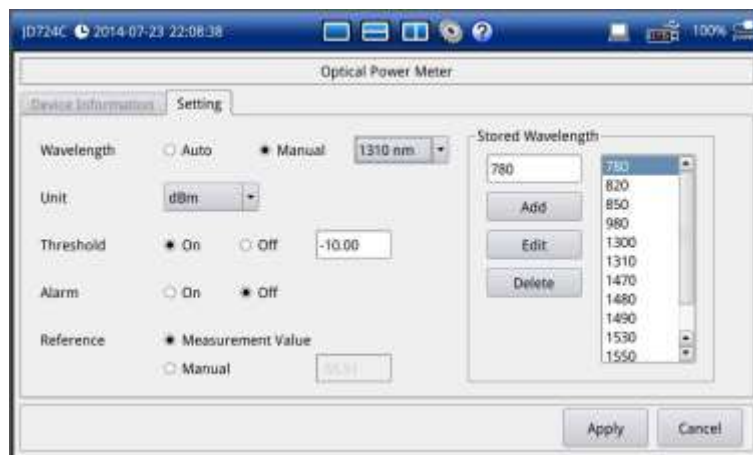 JD724C 2014-07-23 22:08:38 100%
Optical Power Meter
Device Information Setting
Wavelength Auto Manual 1310 nm
Unit dBm
Threshold On Off -10.00
Alarm On Off
Reference Measurement Value
Manual
Stored Wavelength
780
Add
Edit
Delete
780
820
850
980
1300
1310
1470
1480
1490
1530
1550
Apply Cancel